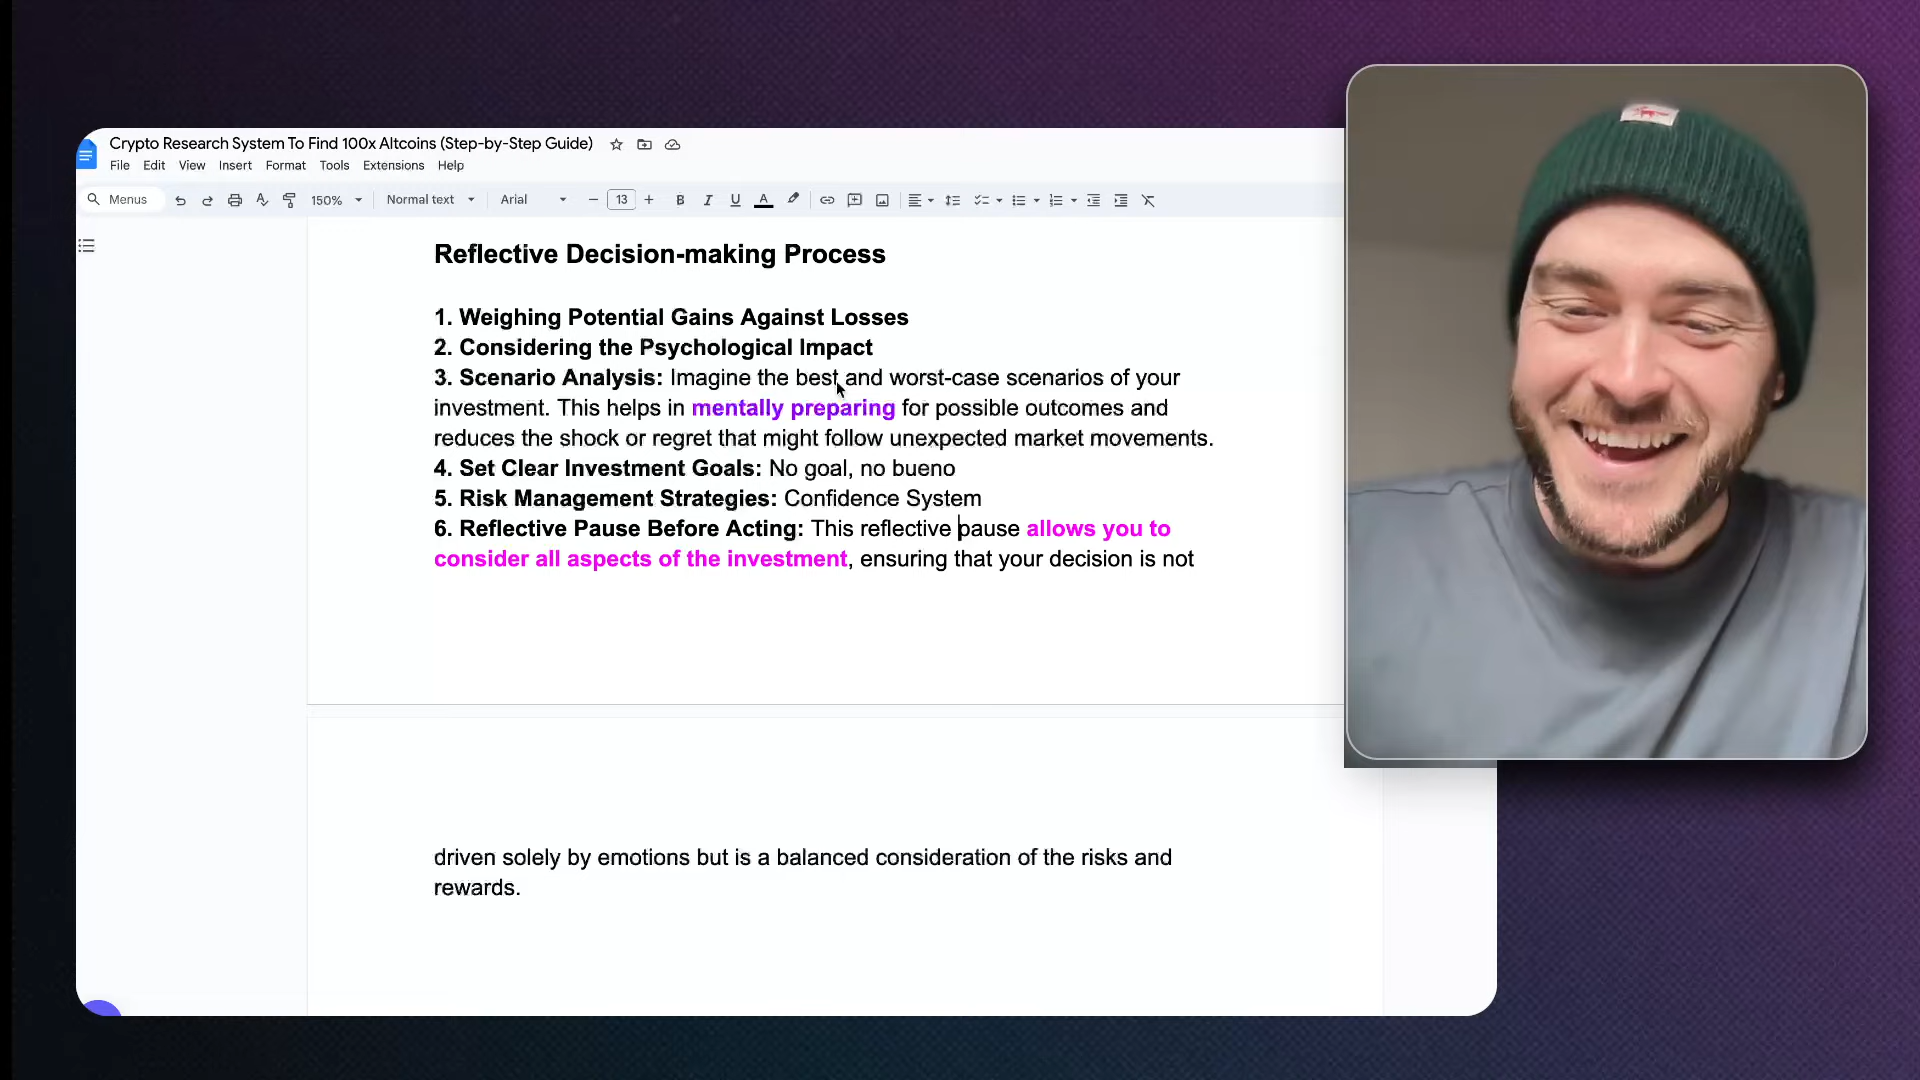 Crypto Research System To Find 100x Altcoins (Step-by-Step Guide)
File Edit View Insert Format Tools Extensions Help
Menus 150% Normal text Arial 13
Reflective Decision-making Process
1. Weighing Potential Gains Against Losses
2. Considering the Psychological Impact
3. Scenario Analysis: Imagine the best and worst-case scenarios of your
investment. This helps in mentally preparing for possible outcomes and
reduces the shock or regret that might follow unexpected market movements.
4. Set Clear Investment Goals: No goal, no bueno
5. Risk Management Strategies: Confidence System
6. Reflective Pause Before Acting: This reflective pause allows you to
consider all aspects of the investment, ensuring that your decision is not
driven solely by emotions but is a balanced consideration of the risks and
rewards.